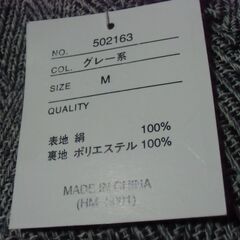 NO. 502163
COL. グレー系
SIZE M
QUALITY
表地 絹 100%
裏地 ポリエステル 100%
MADE IN CHINA
(HM-5001)